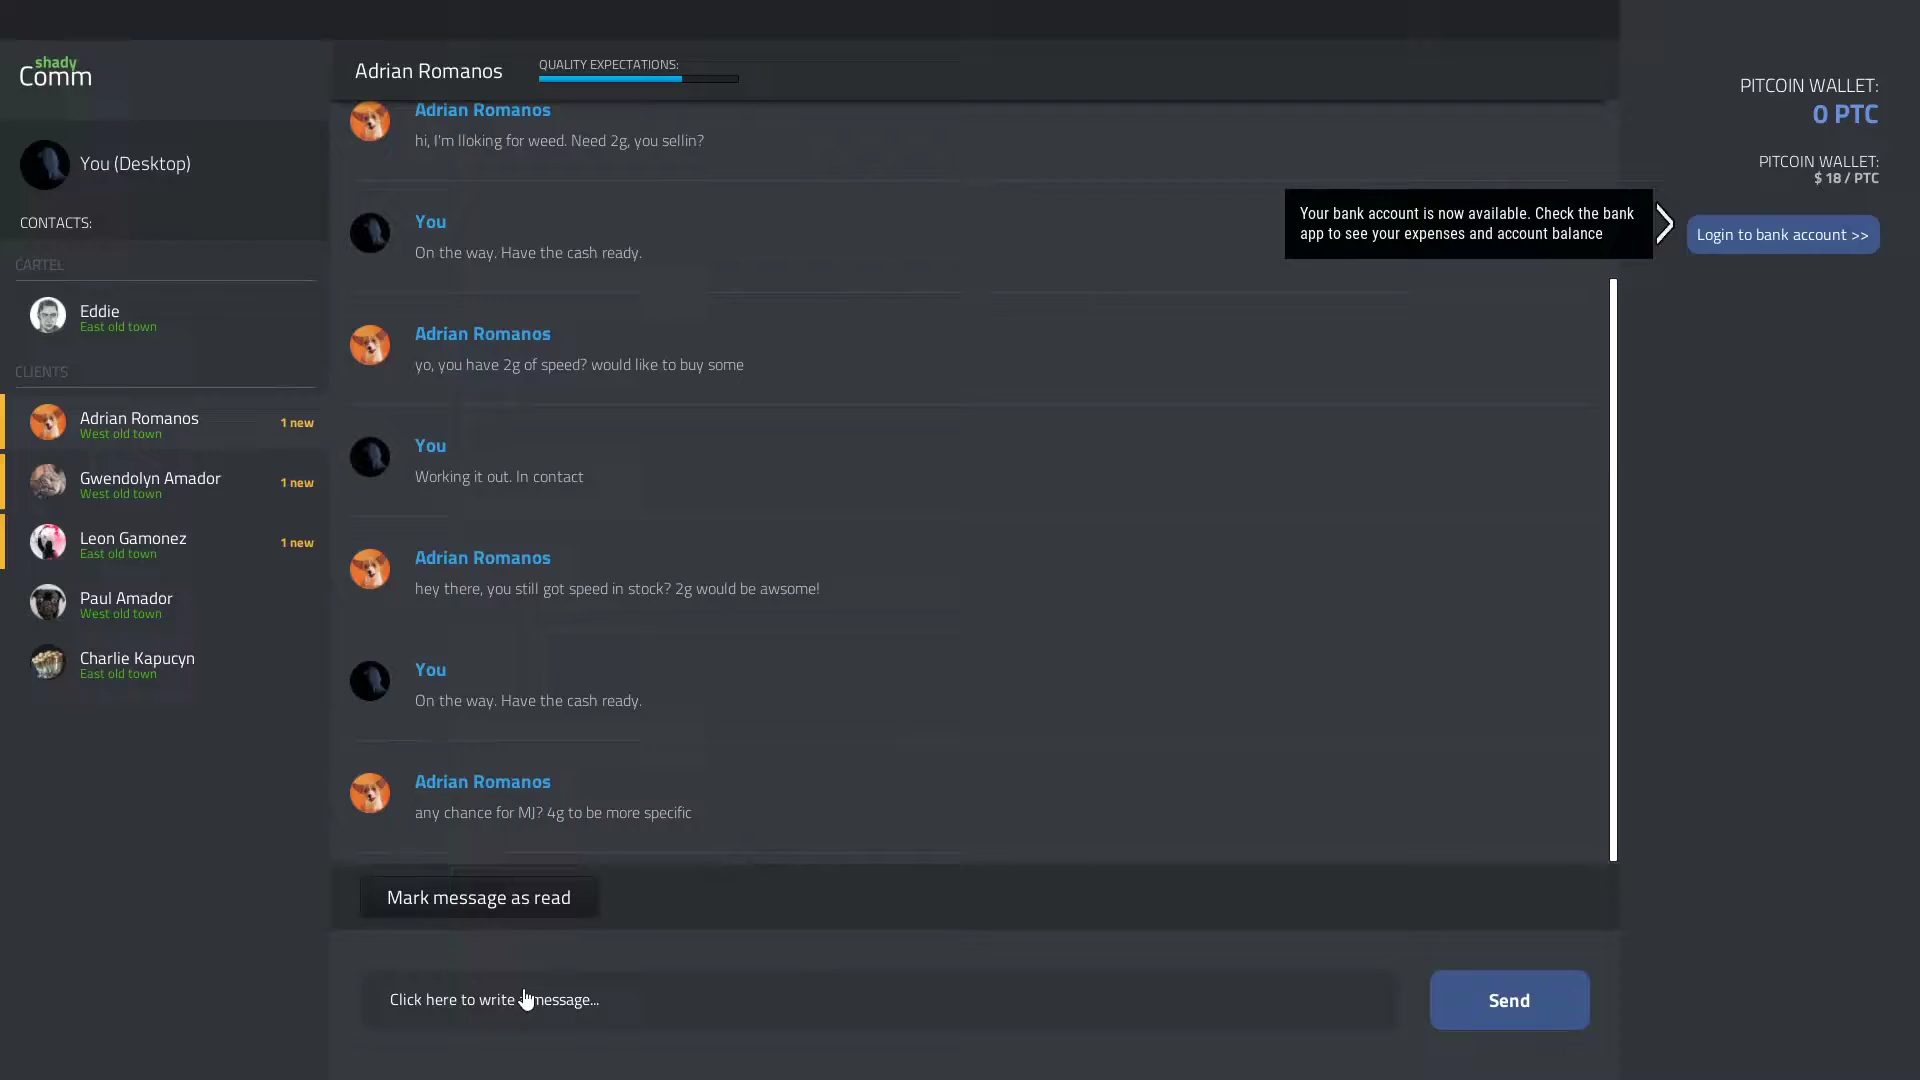 shady
Comm
You (Desktop)
CONTACTS:
CARTEL
Eddie
East old town
CLIENTS
Adrian Romanos
West old town
1 new
Gwendolyn Amador
West old town
1 new
Leon Gamonez
East old town
1 new
Paul Amador
West old town
Charlie Kapucyn
East old town
Adrian Romanos
QUALITY EXPECTATIONS:
Adrian Romanos
hi, I'm lloking for weed. Need 2g, you sellin?
You
On the way. Have the cash ready.
Adrian Romanos
yo, you have 2g of speed? would like to buy some
You
Working it out. In contact
Adrian Romanos
hey there, you still got speed in stock? 2g would be awsome!
You
On the way. Have the cash ready.
Adrian Romanos
any chance for MJ? 4g to be more specific
Mark message as read
Click here to write message...
Send
PITCOIN WALLET:
0 PTC
PITCOIN WALLET:
$ 18 / PTC
Your bank account is now available. Check the bank
app to see your expenses and account balance
Login to bank account >>